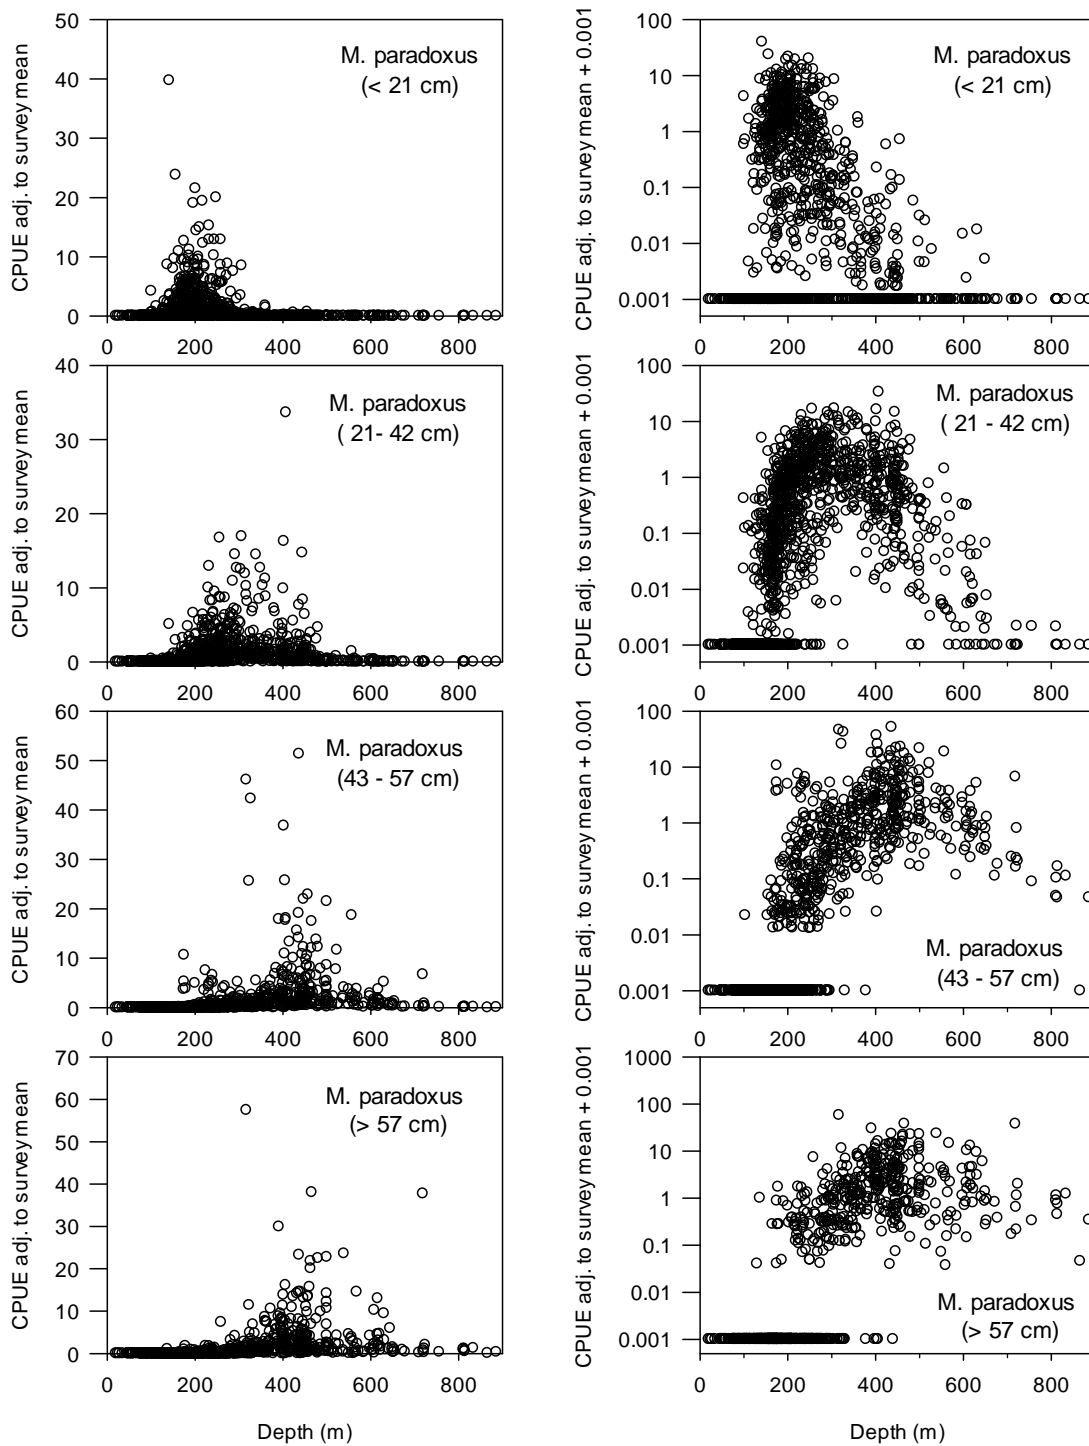 50
40
30
20
10
0
0 200 400 600 800
CPUE adj. to survey mean
M. paradoxus
(< 21 cm)
100
10
1
0.1
0.01
0.001
0 200 400 600 800
CPUE adj. to survey mean + 0.001
M. paradoxus
(< 21 cm)
40
30
20
10
0
0 200 400 600 800
CPUE adj. to survey mean
M. paradoxus
( 21- 42 cm)
100
10
1
0.1
0.01
0.001
0 200 400 600 800
CPUE adj. to survey mean + 0.001
M. paradoxus
( 21 - 42 cm)
60
50
40
30
20
10
0
0 200 400 600 800
CPUE adj. to survey mean
M. paradoxus
(43 - 57 cm)
100
10
1
0.1
0.01
0.001
0 200 400 600 800
CPUE adj. to survey mean + 0.001
M. paradoxus
(43 - 57 cm)
70
60
50
40
30
20
10
0
0 200 400 600 800
CPUE adj. to survey mean
M. paradoxus
(> 57 cm)
Depth (m)
1000
100
10
1
0.1
0.01
0.001
0 200 400 600 800
CPUE adj. to survey mean + 0.001
M. paradoxus
(> 57 cm)
Depth (m)